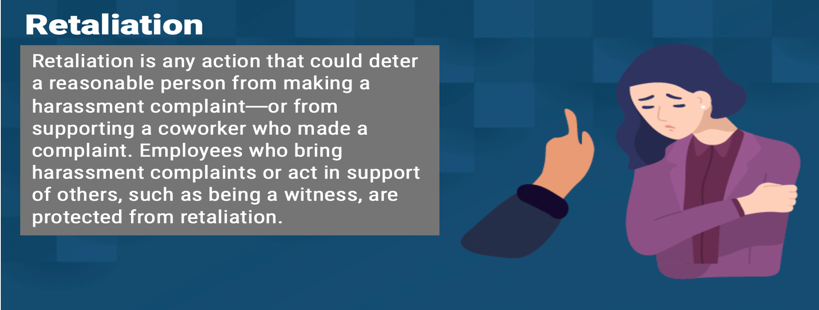 Retaliation
Retaliation is any action that could deter
a reasonable person from making a
harassment complaint—or from
supporting a coworker who made a
complaint. Employees who bring
harassment complaints or act in support
of others, such as being a witness, are
protected from retaliation.